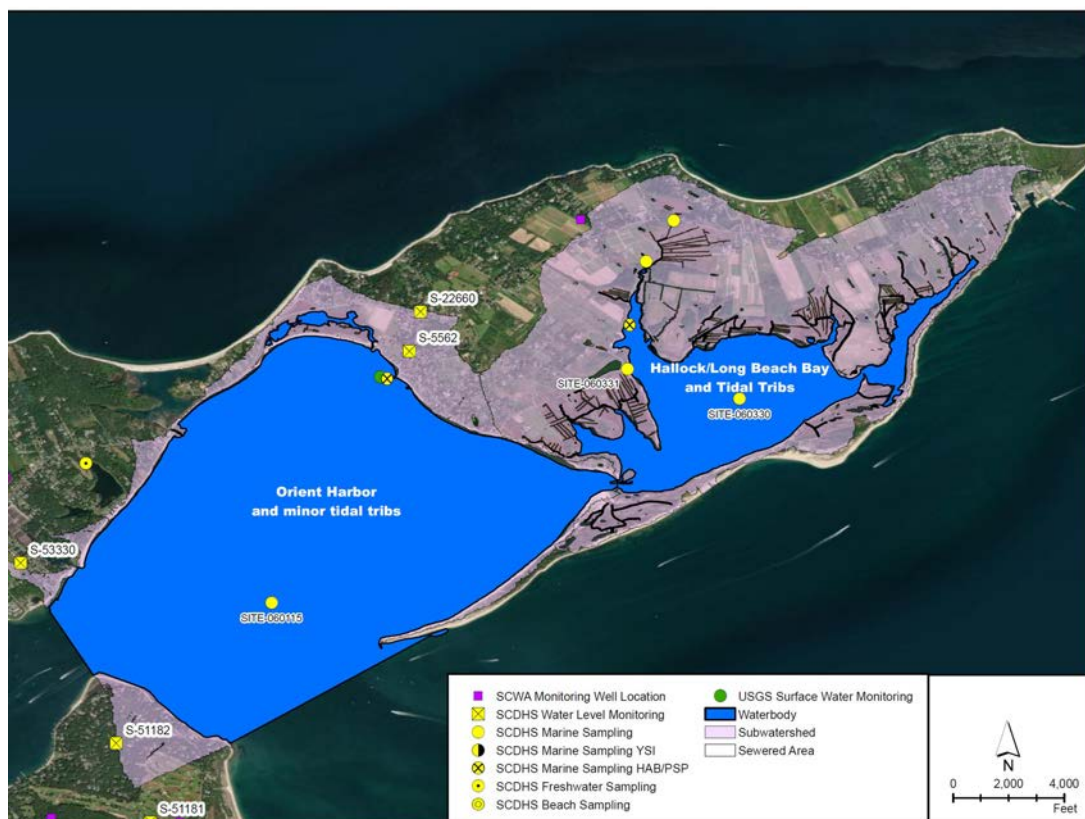 S-22660
S-5562
SITE-060331
Hallock/Long Beach Bay
and Tidal Tribs
SITE-060330
Orient Harbor
and minor tidal tribs
S-53330
SITE-060115
S-51182
S-51181
SCWA Monitoring Well Location
SCDHS Water Level Monitoring
SCDHS Marine Sampling
SCDHS Marine Sampling YSI
SCDHS Marine Sampling HAB/PSP
SCDHS Freshwater Sampling
SCDHS Beach Sampling
USGS Surface Water Monitoring
Waterbody
Subwatershed
Sewered Area
N
0 2,000 4,000
Feet